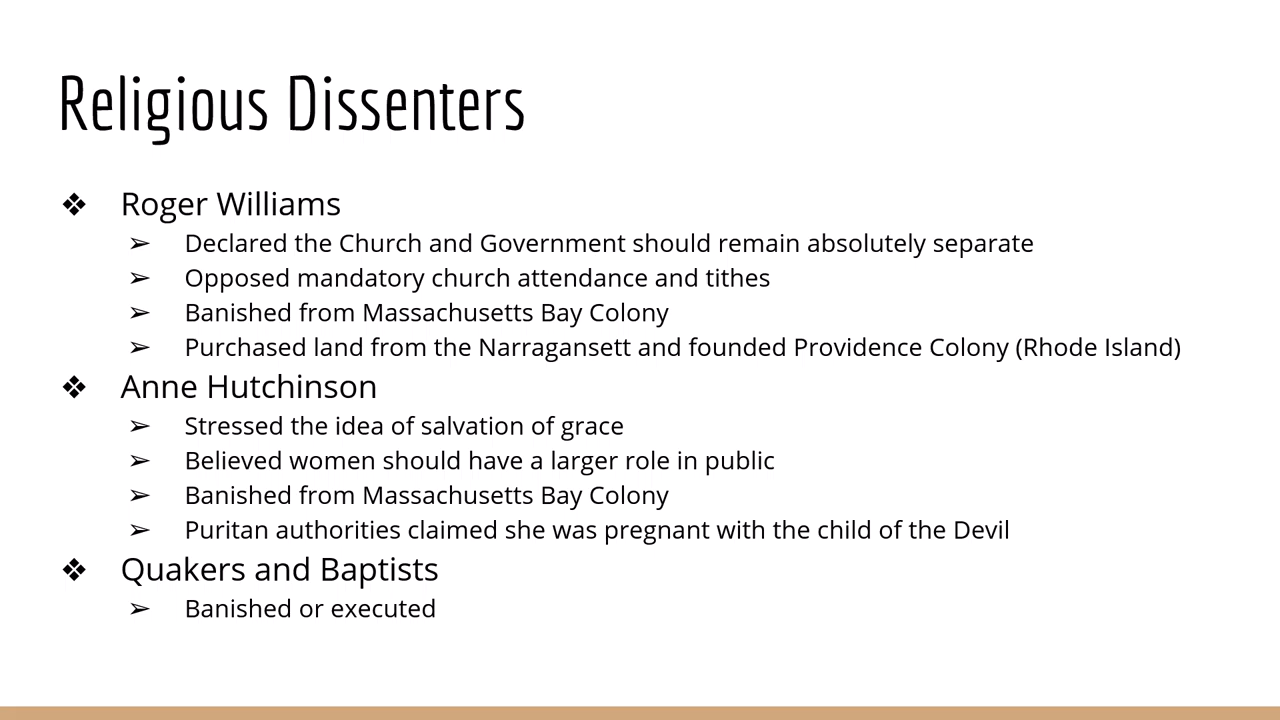 Religious Dissenters
❖ Roger Williams
➢ Declared the Church and Government should remain absolutely separate
➢ Opposed mandatory church attendance and tithes
➢ Banished from Massachusetts Bay Colony
➢ Purchased land from the Narragansett and founded Providence Colony (Rhode Island)
❖ Anne Hutchinson
➢ Stressed the idea of salvation of grace
➢ Believed women should have a larger role in public
➢ Banished from Massachusetts Bay Colony
➢ Puritan authorities claimed she was pregnant with the child of the Devil
❖ Quakers and Baptists
➢ Banished or executed